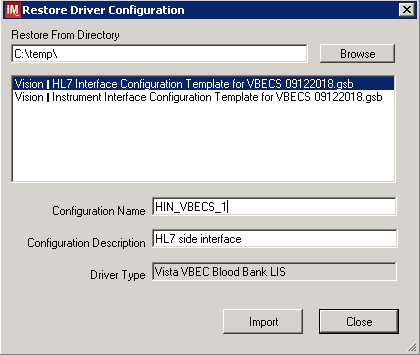 IM Restore Driver Configuration
Restore From Directory
C:\temp\ Browse
Vision | HL7 Interface Configuration Template for VBECS 09122018.gsb
Vision | Instrument Interface Configuration Template for VBECS 09122018.gsb
Configuration Name HIN_VBECS_1
Configuration Description HL7 side interface
Driver Type Vista VBEC Blood Bank LIS
Import Close